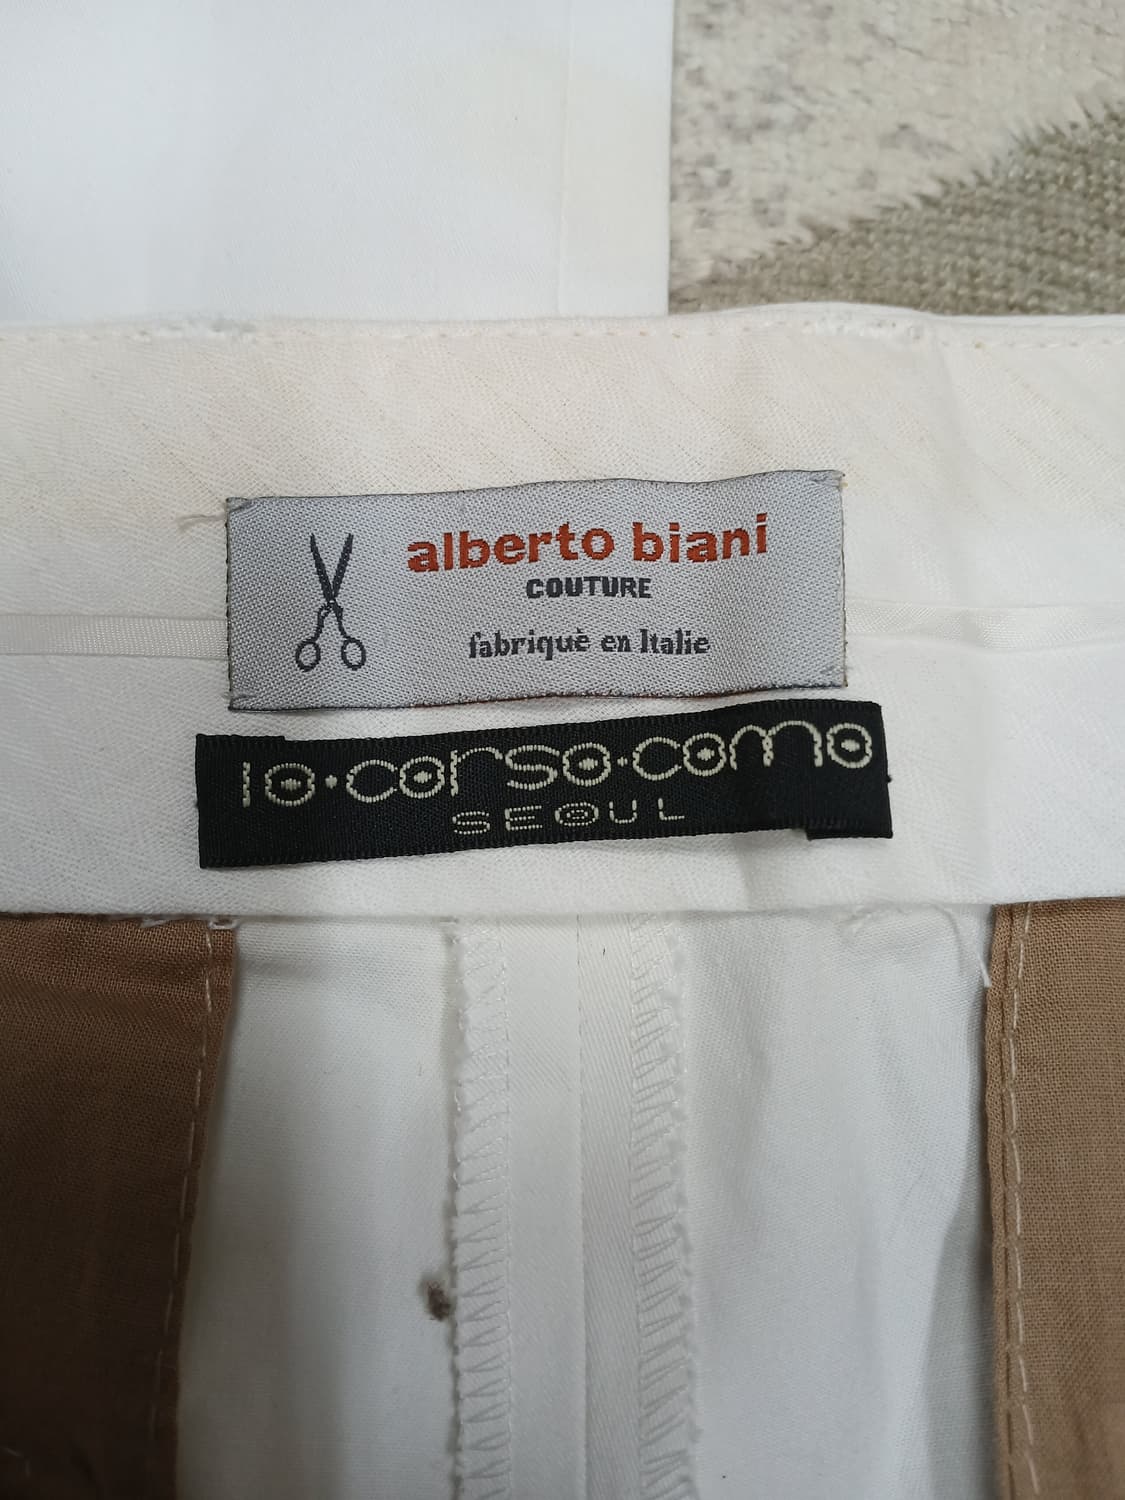 alberto biani
COUTURE
fabriquè en Italie
10·corso·como
SEOUL